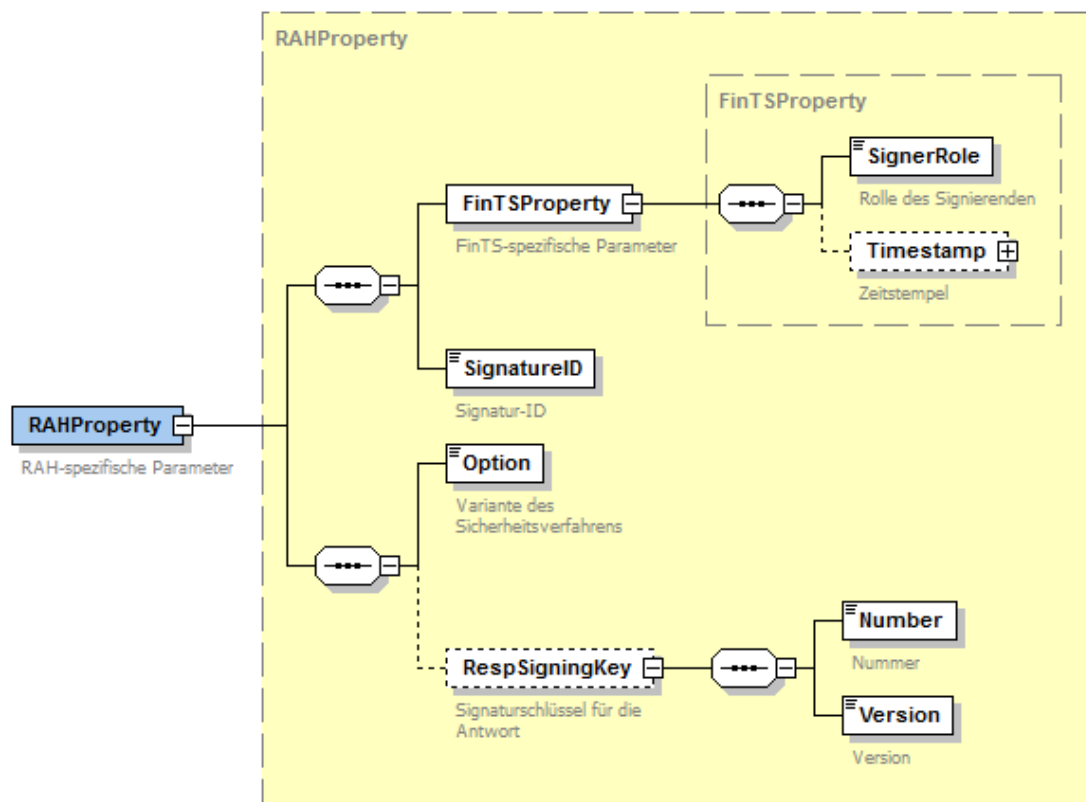 RAHProperty
FinTSProperty
SignerRole
Rolle des Signierenden
FinTSProperty
FinTS-spezifische Parameter
Timestamp
Zeitstempel
SignatureID
Signatur-ID
RAHProperty
RAH-spezifische Parameter
Option
Variante des
Sicherheitsverfahrens
Number
Nummer
RespSigningKey
Signaturschlüssel für die
Antwort
Version
Version